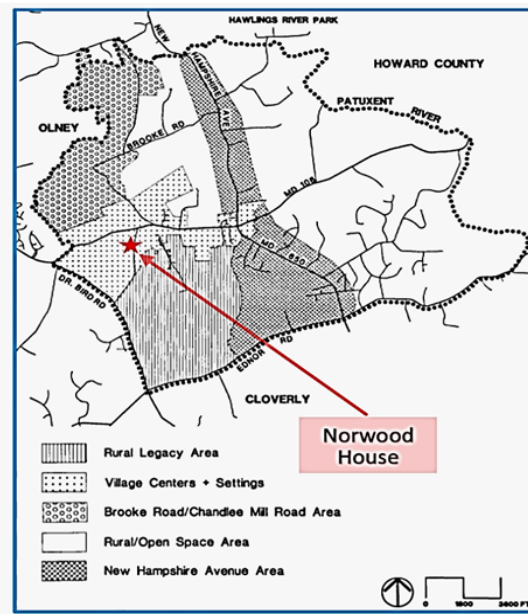 HAWLINGS RIVER PARK
NEW
HAMPSHIRE
AVE
HOWARD COUNTY
PATUXENT
RIVER
OLNEY
BROOKE RD
MD 108
MD 650
DR. BIRD RD
EDNOR
RD
CLOVERLY
Norwood
House
Rural Legacy Area
Village Centers + Settings
Brooke Road/Chandlee Mill Road Area
Rural/Open Space Area
New Hampshire Avenue Area
0